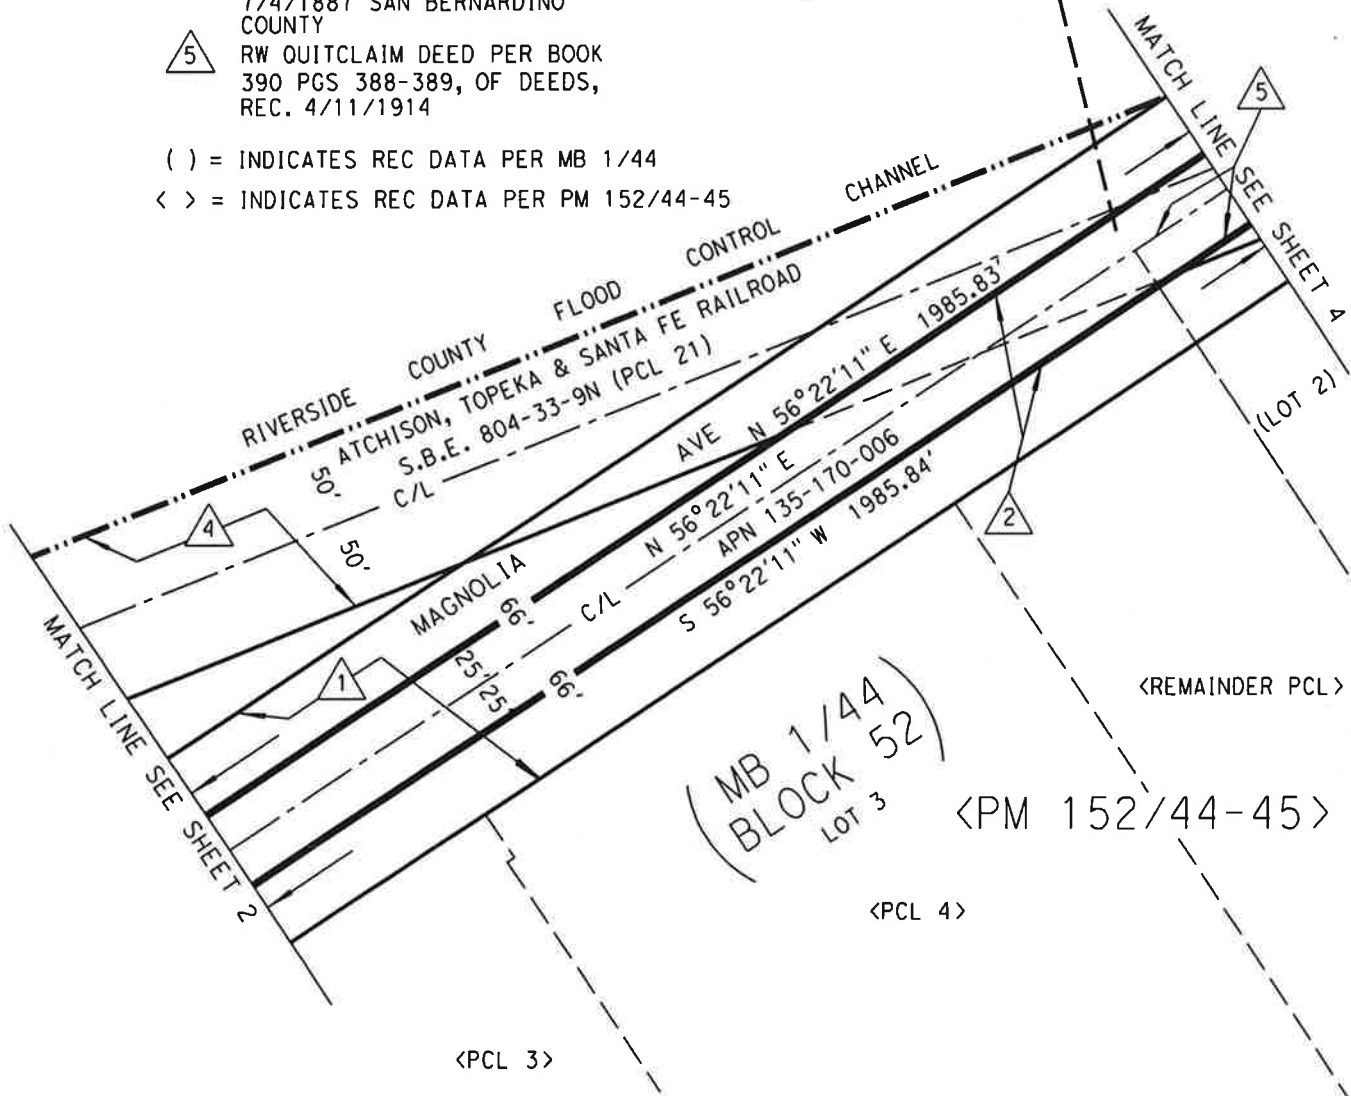 7/4/1887 SAN BERNARDINO
COUNTY
5
RW QUITCLAIM DEED PER BOOK
390 PGS 388-389, OF DEEDS,
REC. 4/11/1914
( ) = INDICATES REC DATA PER MB 1/44
< > = INDICATES REC DATA PER PM 152/44-45
MATCH LINE SEE SHEET 4
5
RIVERSIDE COUNTY FLOOD CONTROL CHANNEL
ATCHISON, TOPEKA & SANTA FE RAILROAD
S.B.E. 804-33-9N (PCL 21)
50'
C/L
50'
4
MAGNOLIA AVE
N 56°22'11" E 1985.83'
66'
C/L
N 56°22'11" E
APN 135-170-006
25'
25'
66'
S 56°22'11" W 1985.84'
1
2
(LOT 2)
MATCH LINE SEE SHEET 2
<REMAINDER PCL>
(MB 1/44
BLOCK 52)
LOT 3
<PM 152/44-45>
<PCL 4>
<PCL 3>